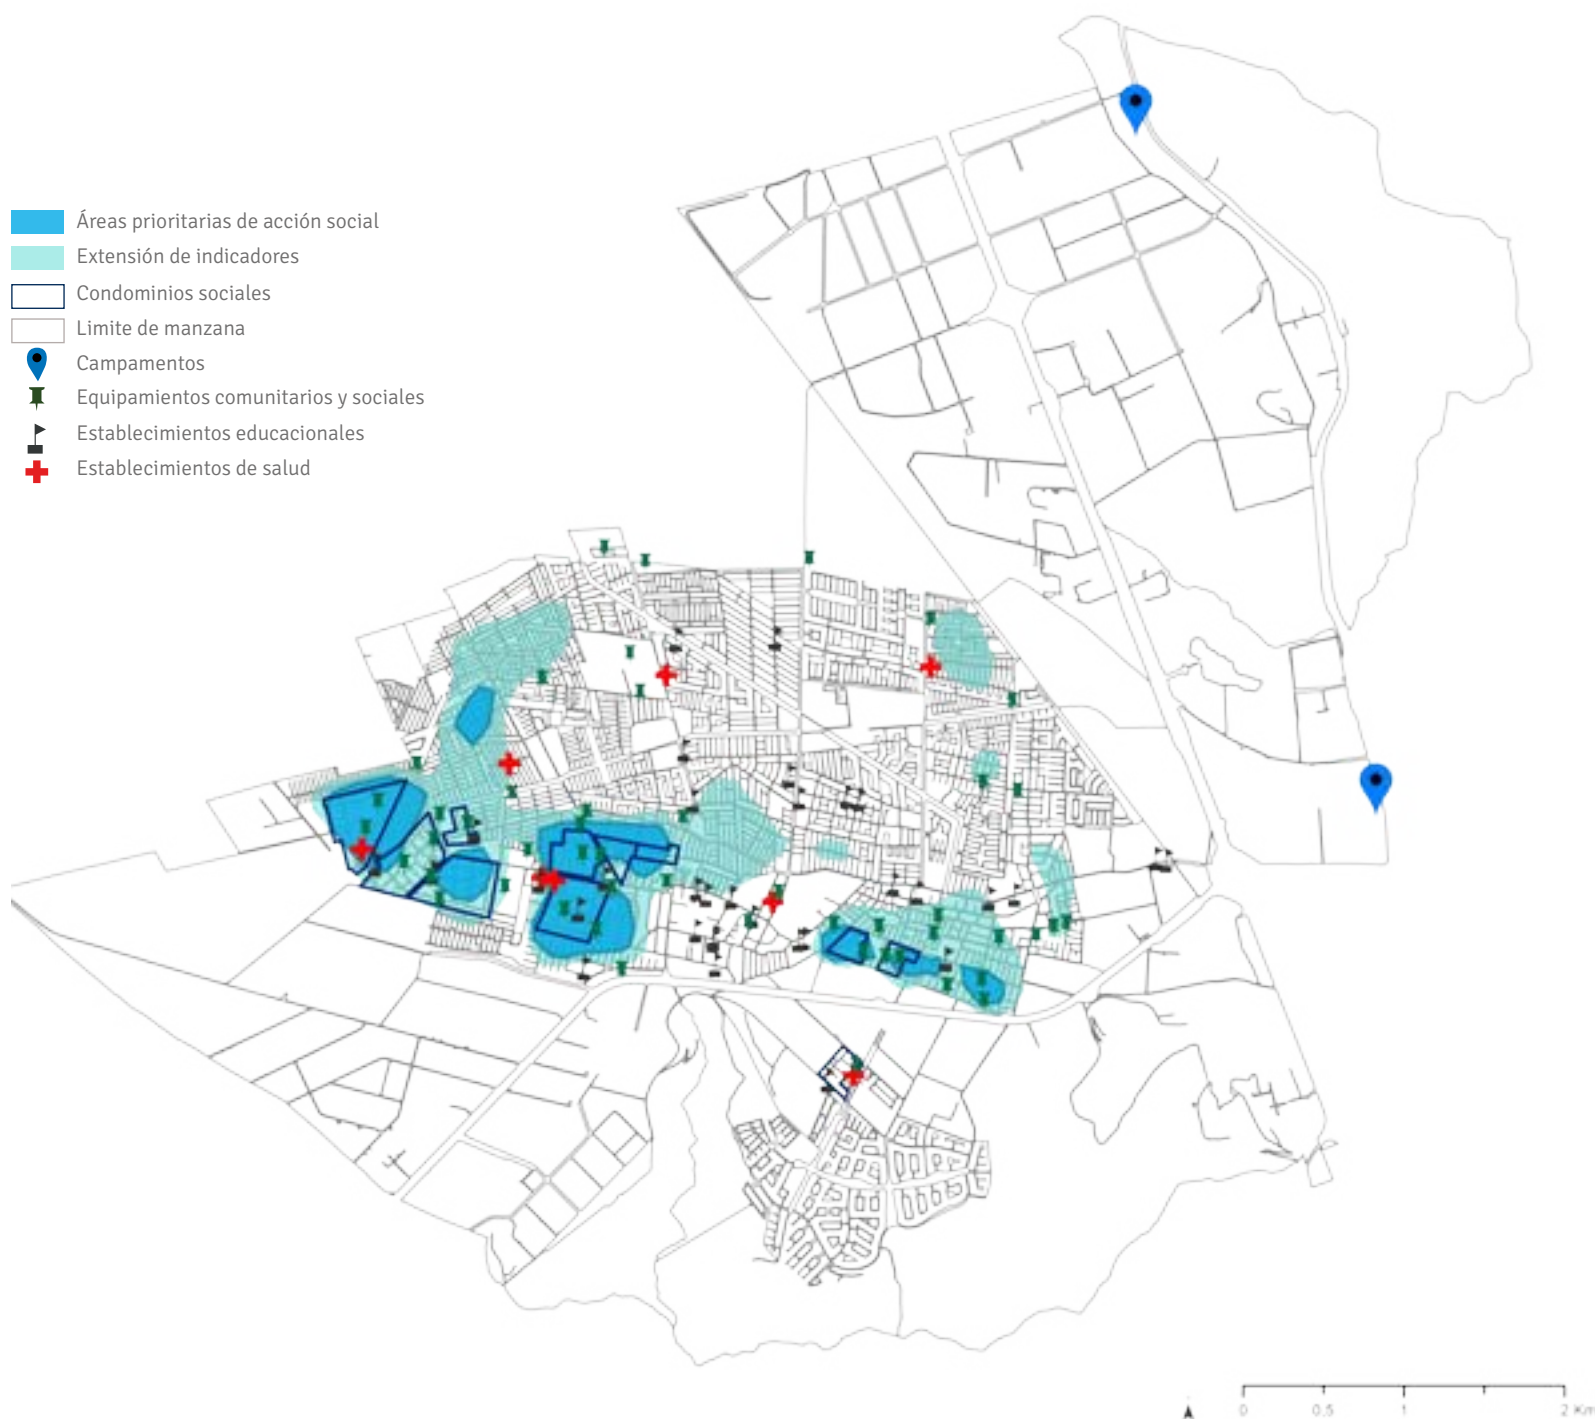 Áreas prioritarias de acción social
Extensión de indicadores
Condominios sociales
Limite de manzana
Campamentos
Equipamientos comunitarios y sociales
Establecimientos educacionales
Establecimientos de salud
0 0.5 1 2 Km